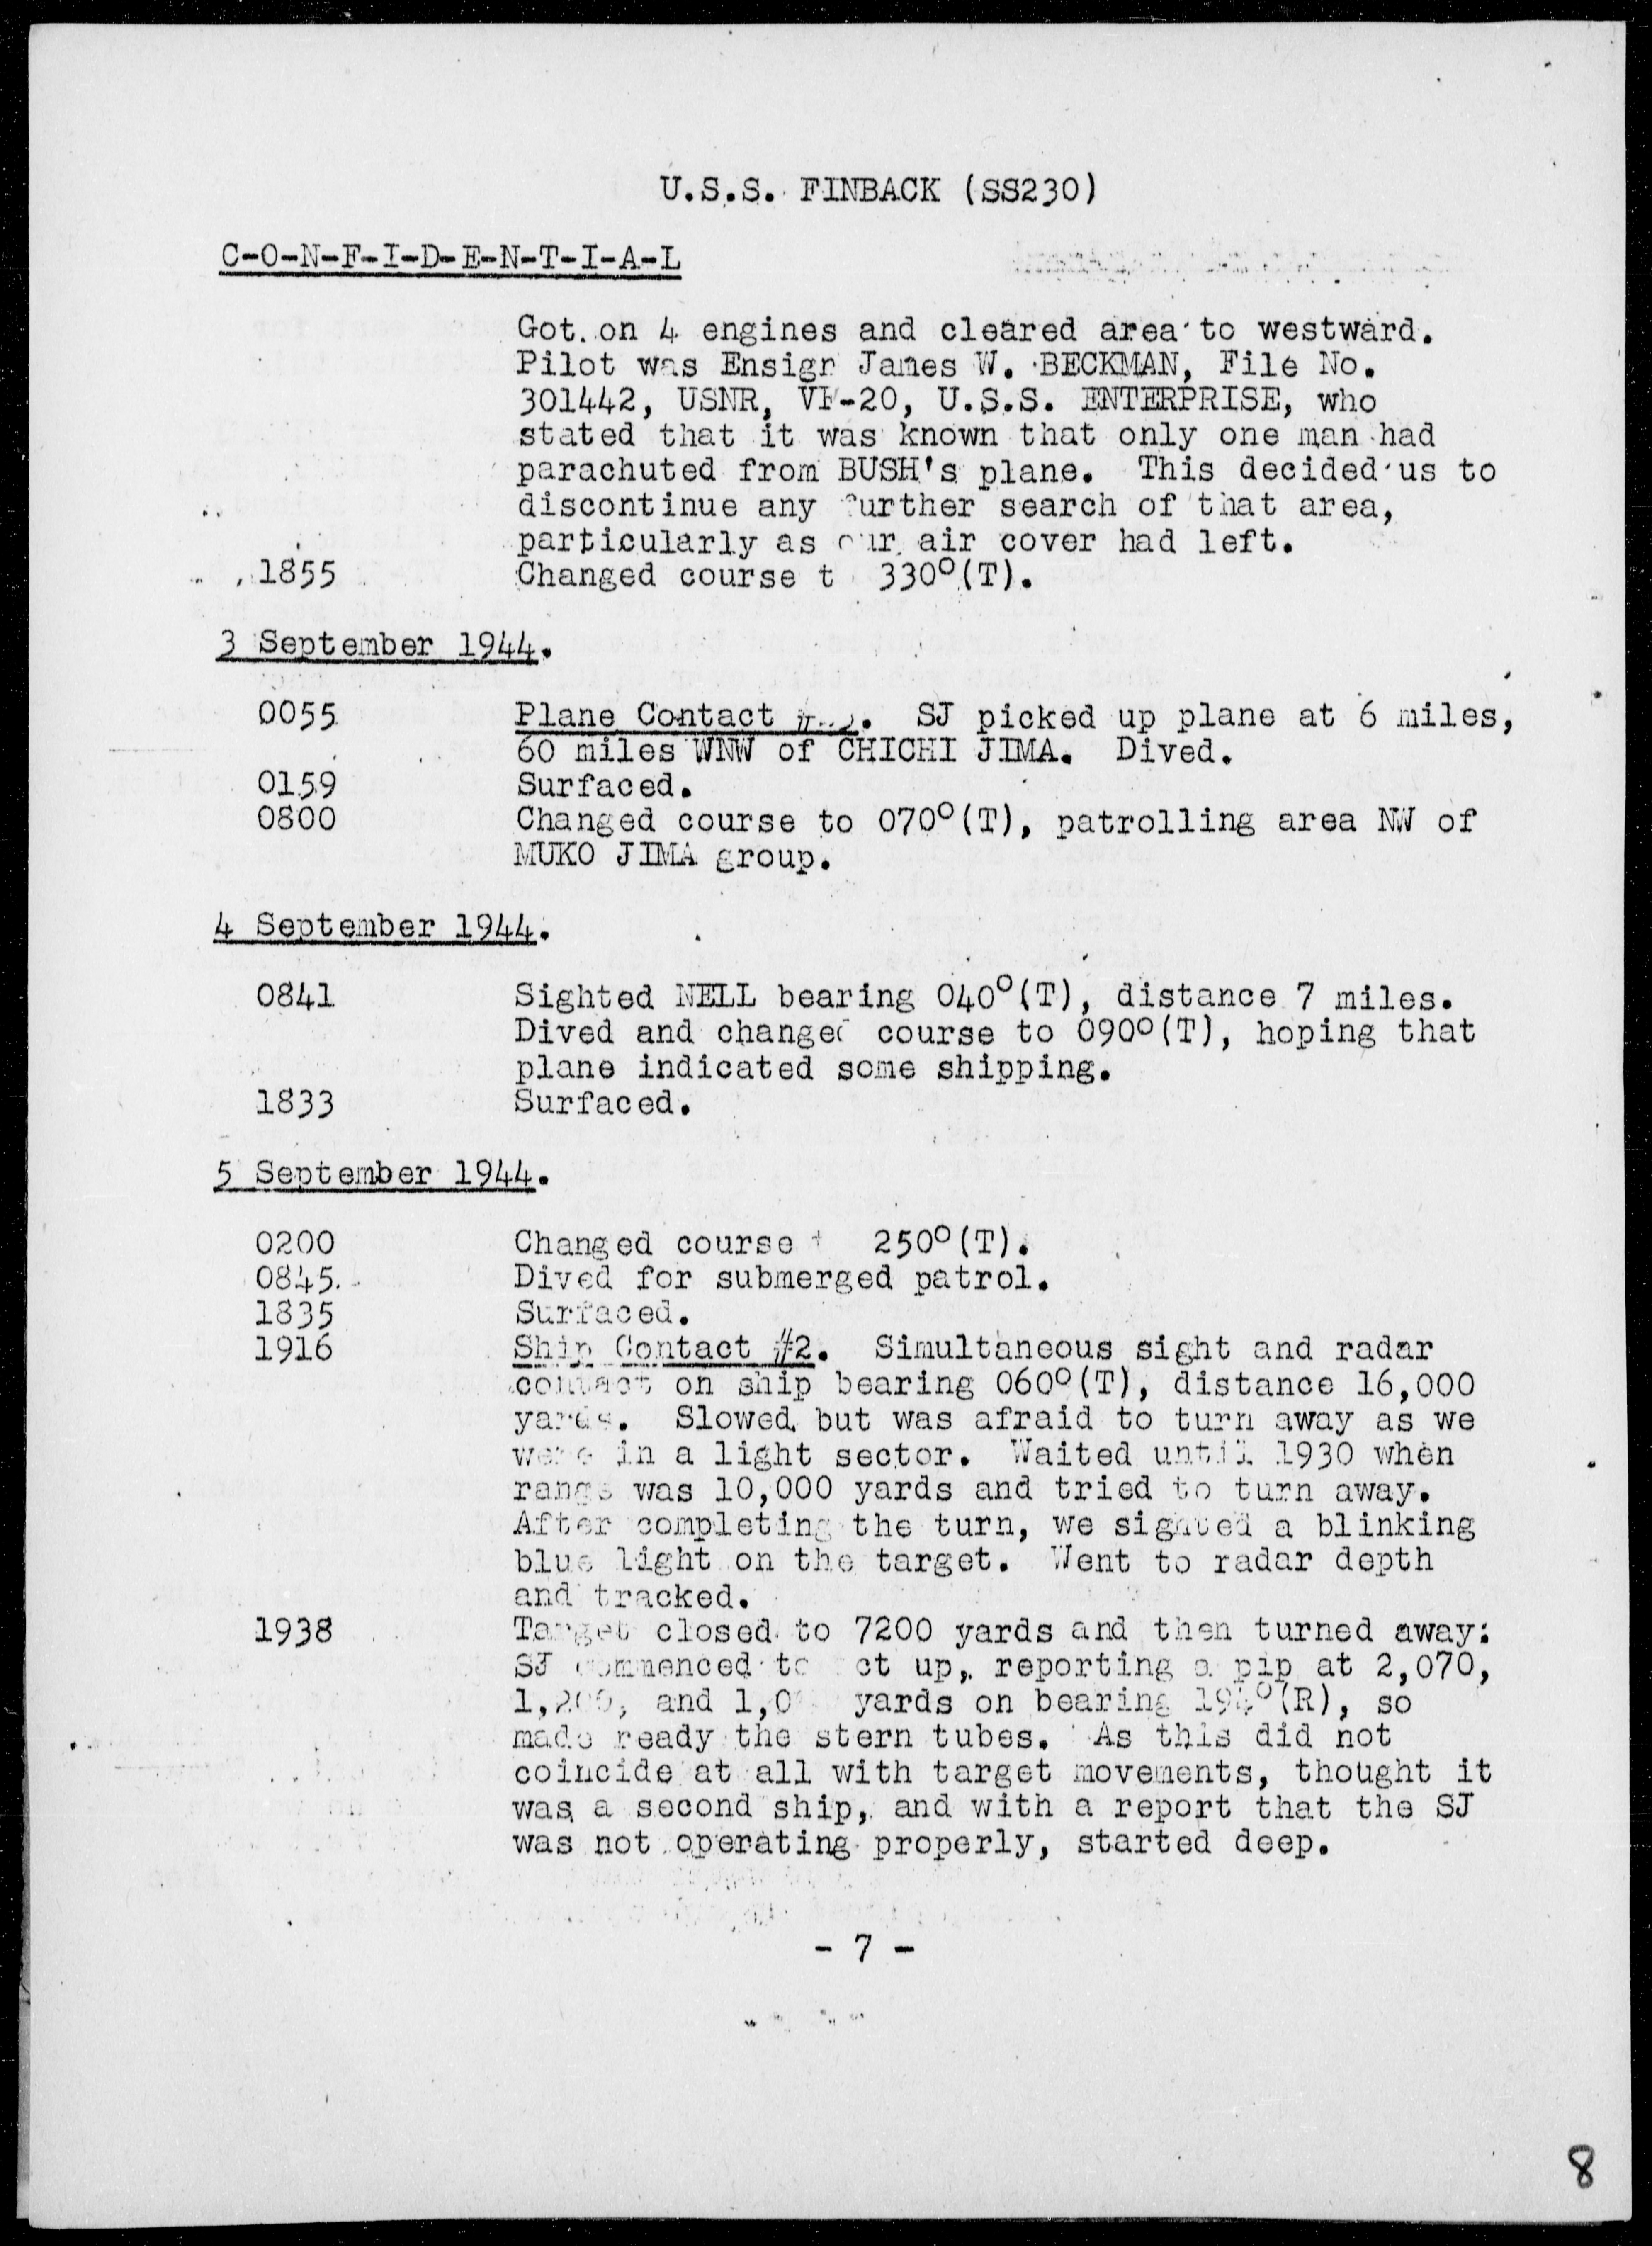 U.S.S. FINBACK (SS230)
C-O-N-F-I-D-E-N-T-I-A-L
Got on 4 engines and cleared area to westward.
Pilot was Ensign James W. BECKMAN, File No.
301442, USNR, VF-20, U.S.S. ENTERPRISE, who
stated that it was known that only one man had
parachuted from BUSH's plane. This decided us to
discontinue any further search of that area,
particularly as our air cover had left.
1855 Changed course t 330°(T).
3 September 1944.
0055 Plane Contact SJ picked up plane at 6 miles,
60 miles WNW of CHICHI JIMA. Dived.
0159 Surfaced.
0800 Changed course to 070°(T), patrolling area NW of
MUKO JIMA group.
4 September 1944.
0841 Sighted NELL bearing 040°(T), distance 7 miles.
Dived and changed course to 090°(T), hoping that
plane indicated some shipping.
1833 Surfaced.
5 September 1944.
0200 Changed course 250°(T).
0845 Dived for submerged patrol.
1835 Surfaced.
1916 Ship Contact #2. Simultaneous sight and radar
contact on ship bearing 060°(T), distance 16,000
yards. Slowed but was afraid to turn away as we
were in a light sector. Waited until 1930 when
range was 10,000 yards and tried to turn away.
After completing the turn, we sighted a blinking
blue light on the target. Went to radar depth
and tracked.
1938 Target closed to 7200 yards and then turned away:
SJ commenced to ct up, reporting a pip at 2,070,
1,200, and yards on bearing (R), so
made ready the stern tubes. As this did not
coincide at all with target movements, thought it
was a second ship, and with a report that the SJ
was not operating properly, started deep.
- 7 -
8